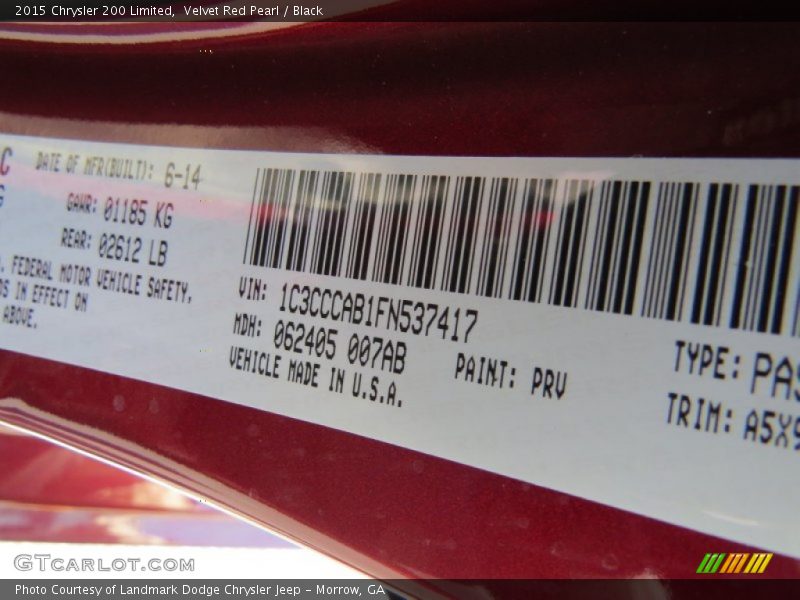 2015 Chrysler 200 Limited, Velvet Red Pearl / Black
DATE OF MFR(BUILT): 6-14
GAWR: 01185 KG
REAR: 02612 LB
FEDERAL MOTOR VEHICLE SAFETY,
IN EFFECT ON
ABOVE.
VIN: 1C3CCCAB1FN537417
MDH: 062405 007AB
VEHICLE MADE IN U.S.A.
PAINT: PRV
TYPE: PAS
TRIM: A5X9
GTCARLOT.COM
Photo Courtesy of Landmark Dodge Chrysler Jeep - Morrow, GA